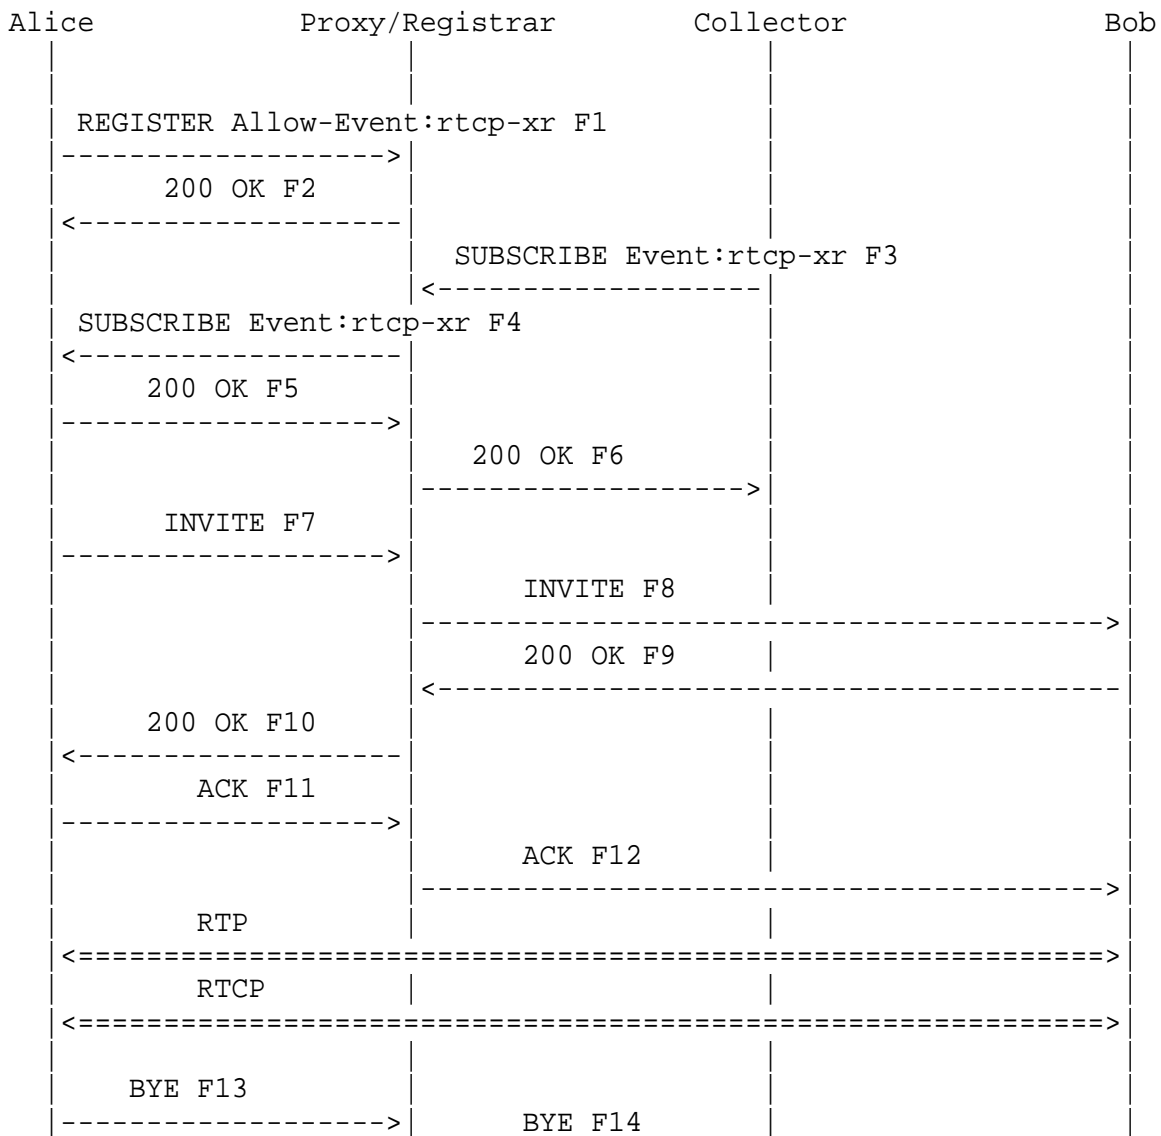 Alice Proxy/Registrar Collector Bob
REGISTER Allow-Event:rtcp-xr F1
200 OK F2
SUBSCRIBE Event:rtcp-xr F3
SUBSCRIBE Event:rtcp-xr F4
200 OK F5
200 OK F6
INVITE F7
INVITE F8
200 OK F9
200 OK F10
ACK F11
ACK F12
RTP
RTCP
BYE F13
BYE F14